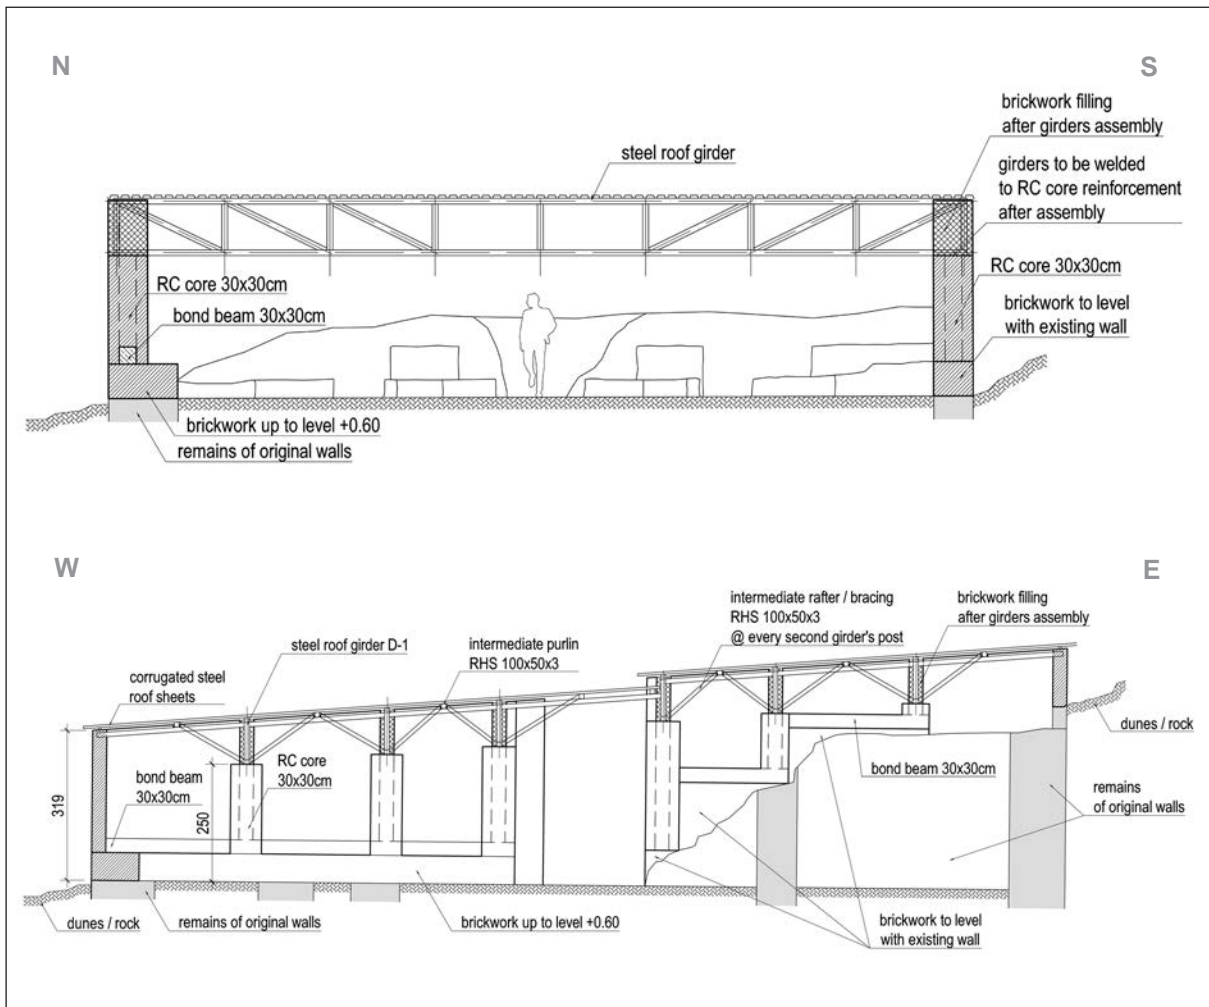 N
S
brickwork filling
after girders assembly
steel roof girder
girders to be welded
to RC core reinforcement
after assembly
RC core 30x30cm
RC core 30x30cm
bond beam 30x30cm
brickwork to level
with existing wall
brickwork up to level +0.60
remains of original walls
W
E
intermediate rafter / bracing
RHS 100x50x3
@ every second girder's post
brickwork filling
after girders assembly
steel roof girder D-1
intermediate purlin
RHS 100x50x3
corrugated steel
roof sheets
dunes / rock
RC core
30x30cm
bond beam
30x30cm
bond beam 30x30cm
319
250
remains
of original walls
dunes / rock
remains of original walls
brickwork up to level +0.60
brickwork to level
with existing wall